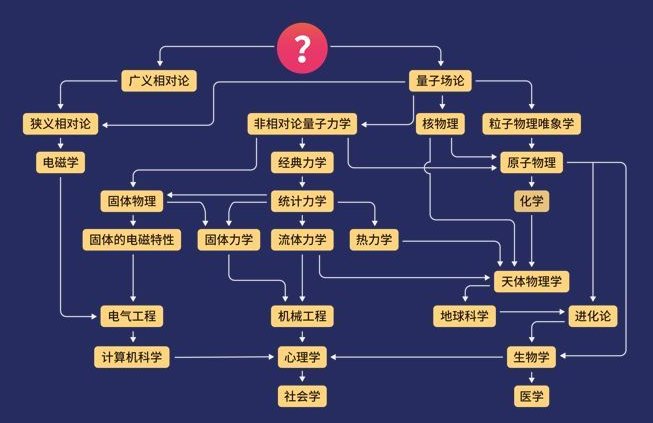 ?
广义相对论
量子场论
狭义相对论
非相对论量子力学
核物理
粒子物理唯象学
电磁学
经典力学
原子物理
固体物理
统计力学
化学
固体的电磁特性
固体力学
流体力学
热力学
天体物理学
电气工程
机械工程
地球科学
进化论
计算机科学
心理学
生物学
社会学
医学